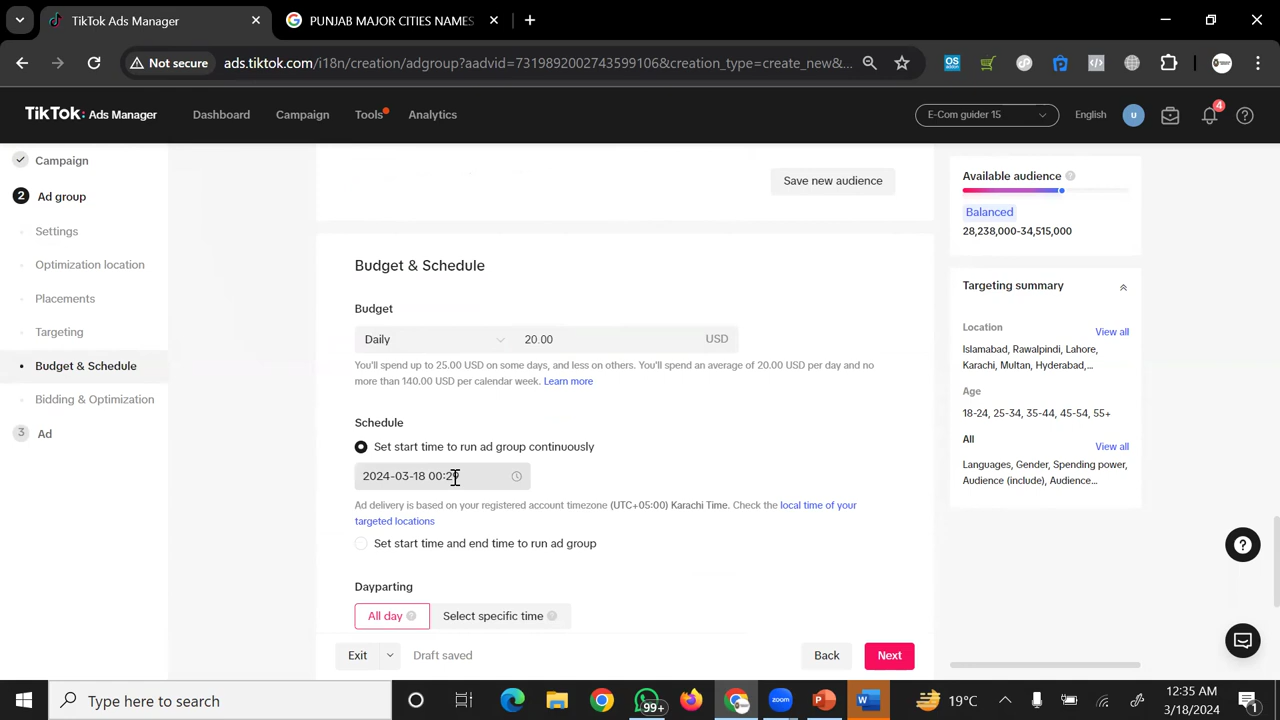 TikTok Ads Manager
PUNJAB MAJOR CITIES NAMES
Not secure
ads.tiktok.com/i18n/creation/adgroup?aadvid=7319892002743599106&creation_type=create_new&...
TikTok: Ads Manager
Dashboard
Campaign
Tools
Analytics
E-Com guider 15
English
u
4
Campaign
2 Ad group
Settings
Optimization location
Placements
Targeting
Budget & Schedule
Bidding & Optimization
3 Ad
Save new audience
Budget & Schedule
Budget
Daily
20.00
USD
You'll spend up to 25.00 USD on some days, and less on others. You'll spend an average of 20.00 USD per day and no
more than 140.00 USD per calendar week. Learn more
Schedule
Set start time to run ad group continuously
2024-03-18 00:29
Ad delivery is based on your registered account timezone (UTC+05:00) Karachi Time. Check the local time of your
targeted locations
Set start time and end time to run ad group
Dayparting
All day
Select specific time
Exit
Draft saved
Back
Next
Available audience
Balanced
28,238,000-34,515,000
Targeting summary
Location
View all
Islamabad, Rawalpindi, Lahore,
Karachi, Multan, Hyderabad,...
Age
18-24, 25-34, 35-44, 45-54, 55+
All
View all
Languages, Gender, Spending power,
Audience (include), Audience...
Type here to search
99+
19°C
12:35 AM
3/18/2024
1